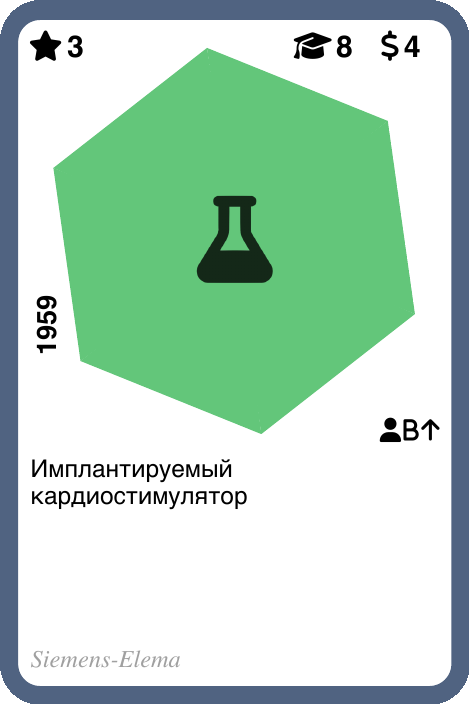 3 8 $4
1959
B↑
Имплантируемый
кардиостимулятор
Siemens-Elema